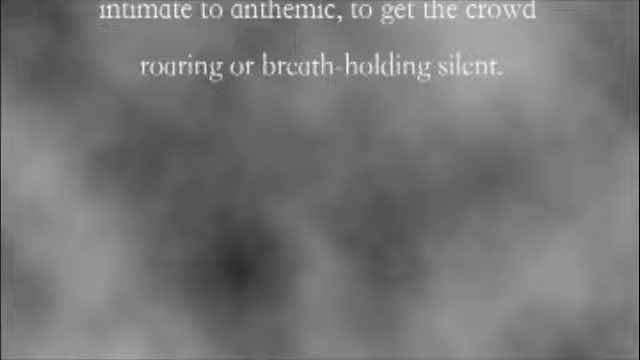 intimate to anthemic, to get the crowd
roaring or breath-holding silent.